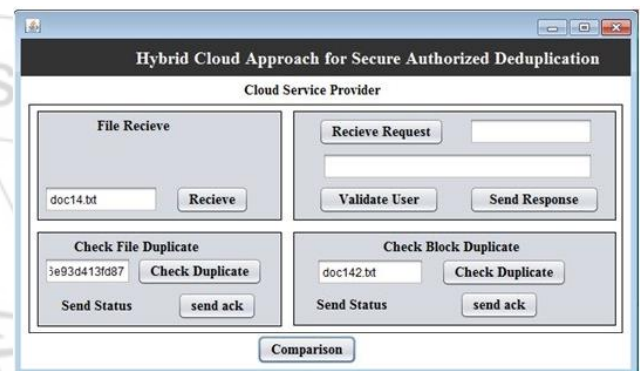 Hybrid Cloud Approach for Secure Authorized Deduplication
Cloud Service Provider
File Recieve
doc14.txt
Recieve
Recieve Request
Validate User
Send Response
Check File Duplicate
3e93d413fd87
Check Duplicate
Send Status
send ack
Check Block Duplicate
doc142.txt
Check Duplicate
Send Status
send ack
Comparison